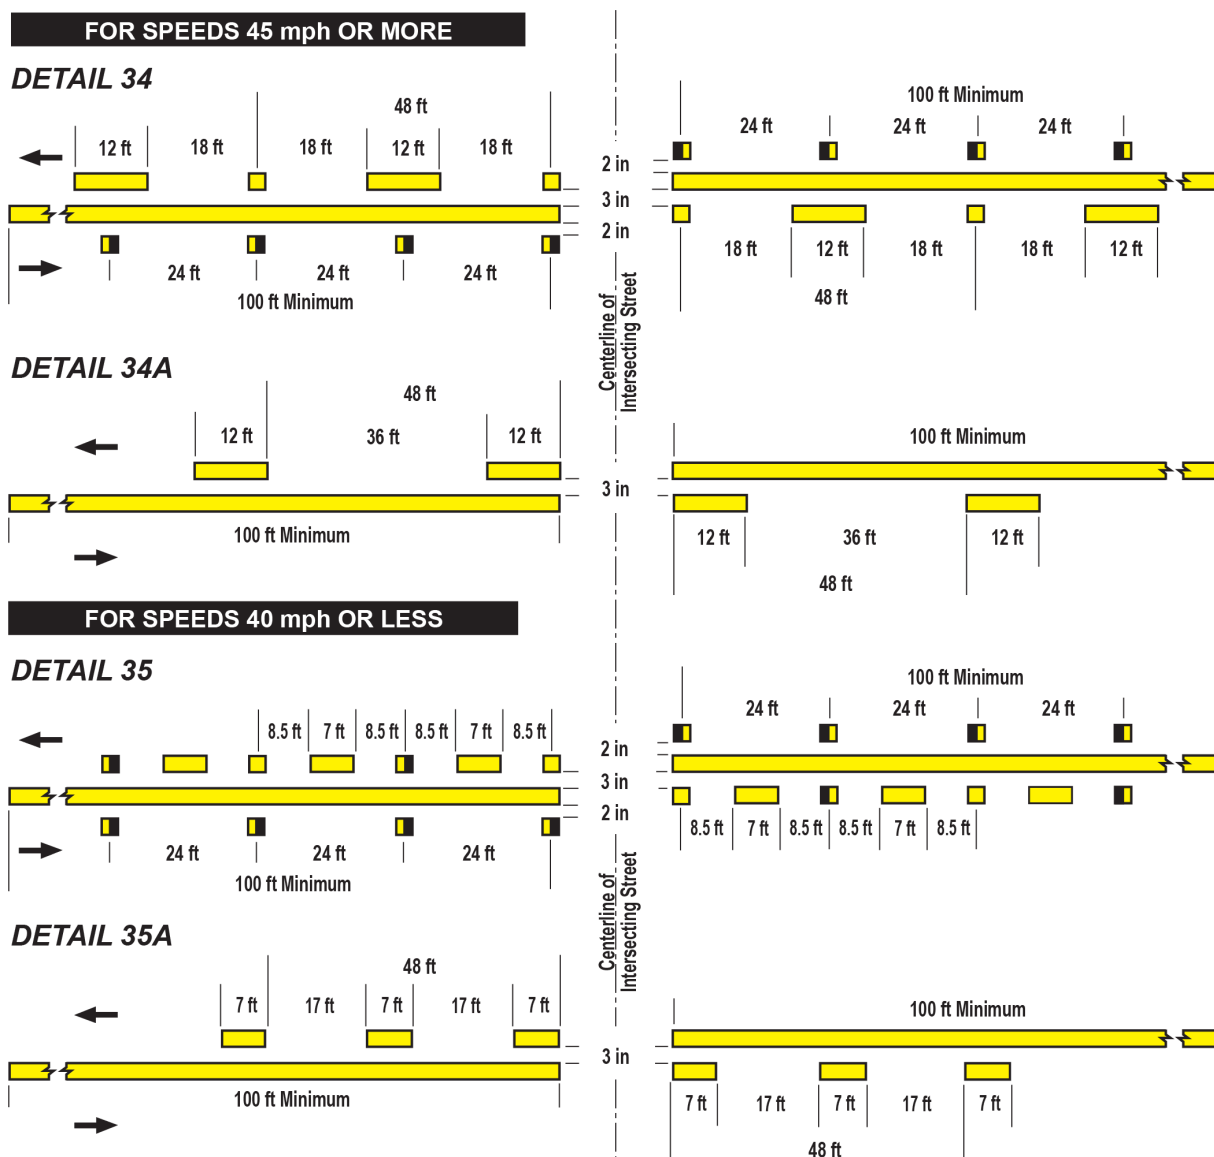 FOR SPEEDS 45 mph OR MORE
DETAIL 34
48 ft
12 ft 18 ft 18 ft 12 ft 18 ft
2 in
3 in
2 in
24 ft 24 ft 24 ft
100 ft Minimum
100 ft Minimum
24 ft 24 ft 24 ft
18 ft 12 ft 18 ft 18 ft 12 ft
48 ft
Centerline of
Intersecting Street
DETAIL 34A
48 ft
12 ft 36 ft 12 ft
3 in
100 ft Minimum
100 ft Minimum
12 ft 36 ft 12 ft
48 ft
FOR SPEEDS 40 mph OR LESS
DETAIL 35
8.5 ft 7 ft 8.5 ft 8.5 ft 7 ft 8.5 ft
2 in
3 in
2 in
24 ft 24 ft 24 ft
100 ft Minimum
100 ft Minimum
24 ft 24 ft 24 ft
8.5 ft 7 ft 8.5 ft 8.5 ft 7 ft 8.5 ft
Centerline of
Intersecting Street
DETAIL 35A
48 ft
7 ft 17 ft 7 ft 17 ft 7 ft
3 in
100 ft Minimum
100 ft Minimum
7 ft 17 ft 7 ft 17 ft 7 ft
48 ft